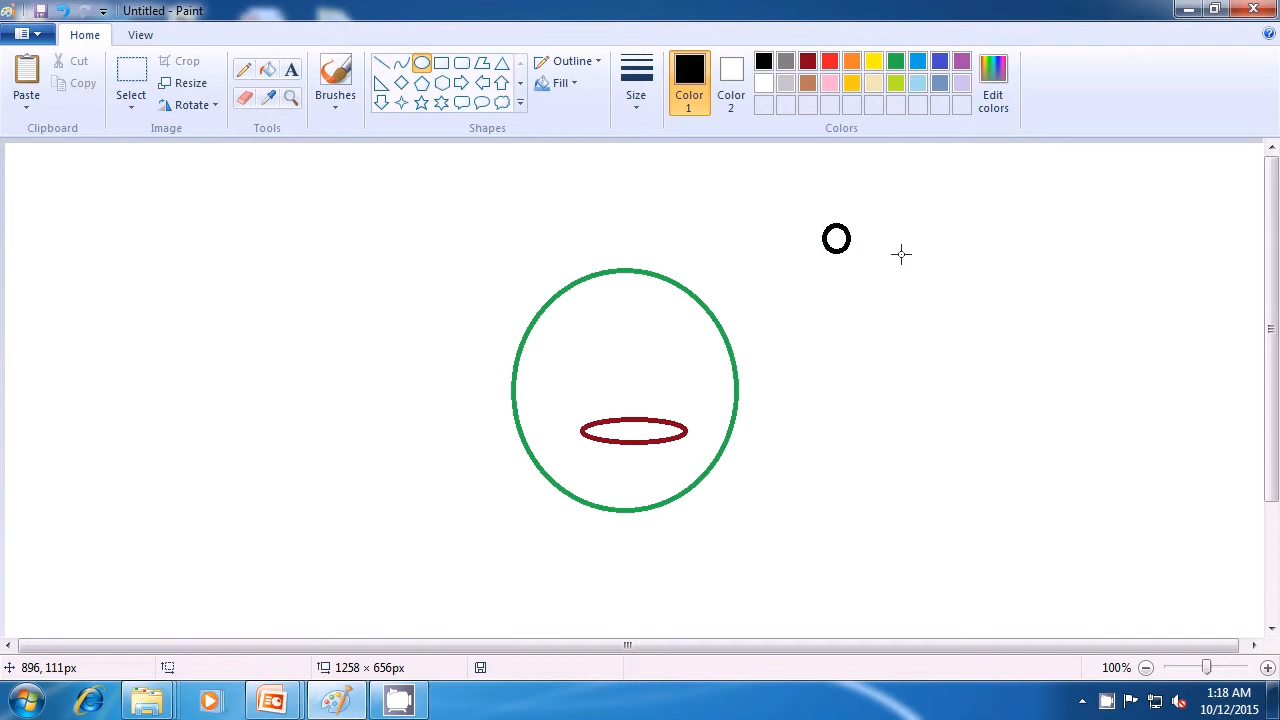 Untitled - Paint
Home View
Paste
Cut
Copy
Clipboard
Select
Crop
Resize
Rotate
Image
A
Tools
Brushes
Shapes
Outline
Fill
Size
Color 1
Color 2
Edit colors
Colors
896, 111px
1258 × 656px
100%
1:18 AM
10/12/2015